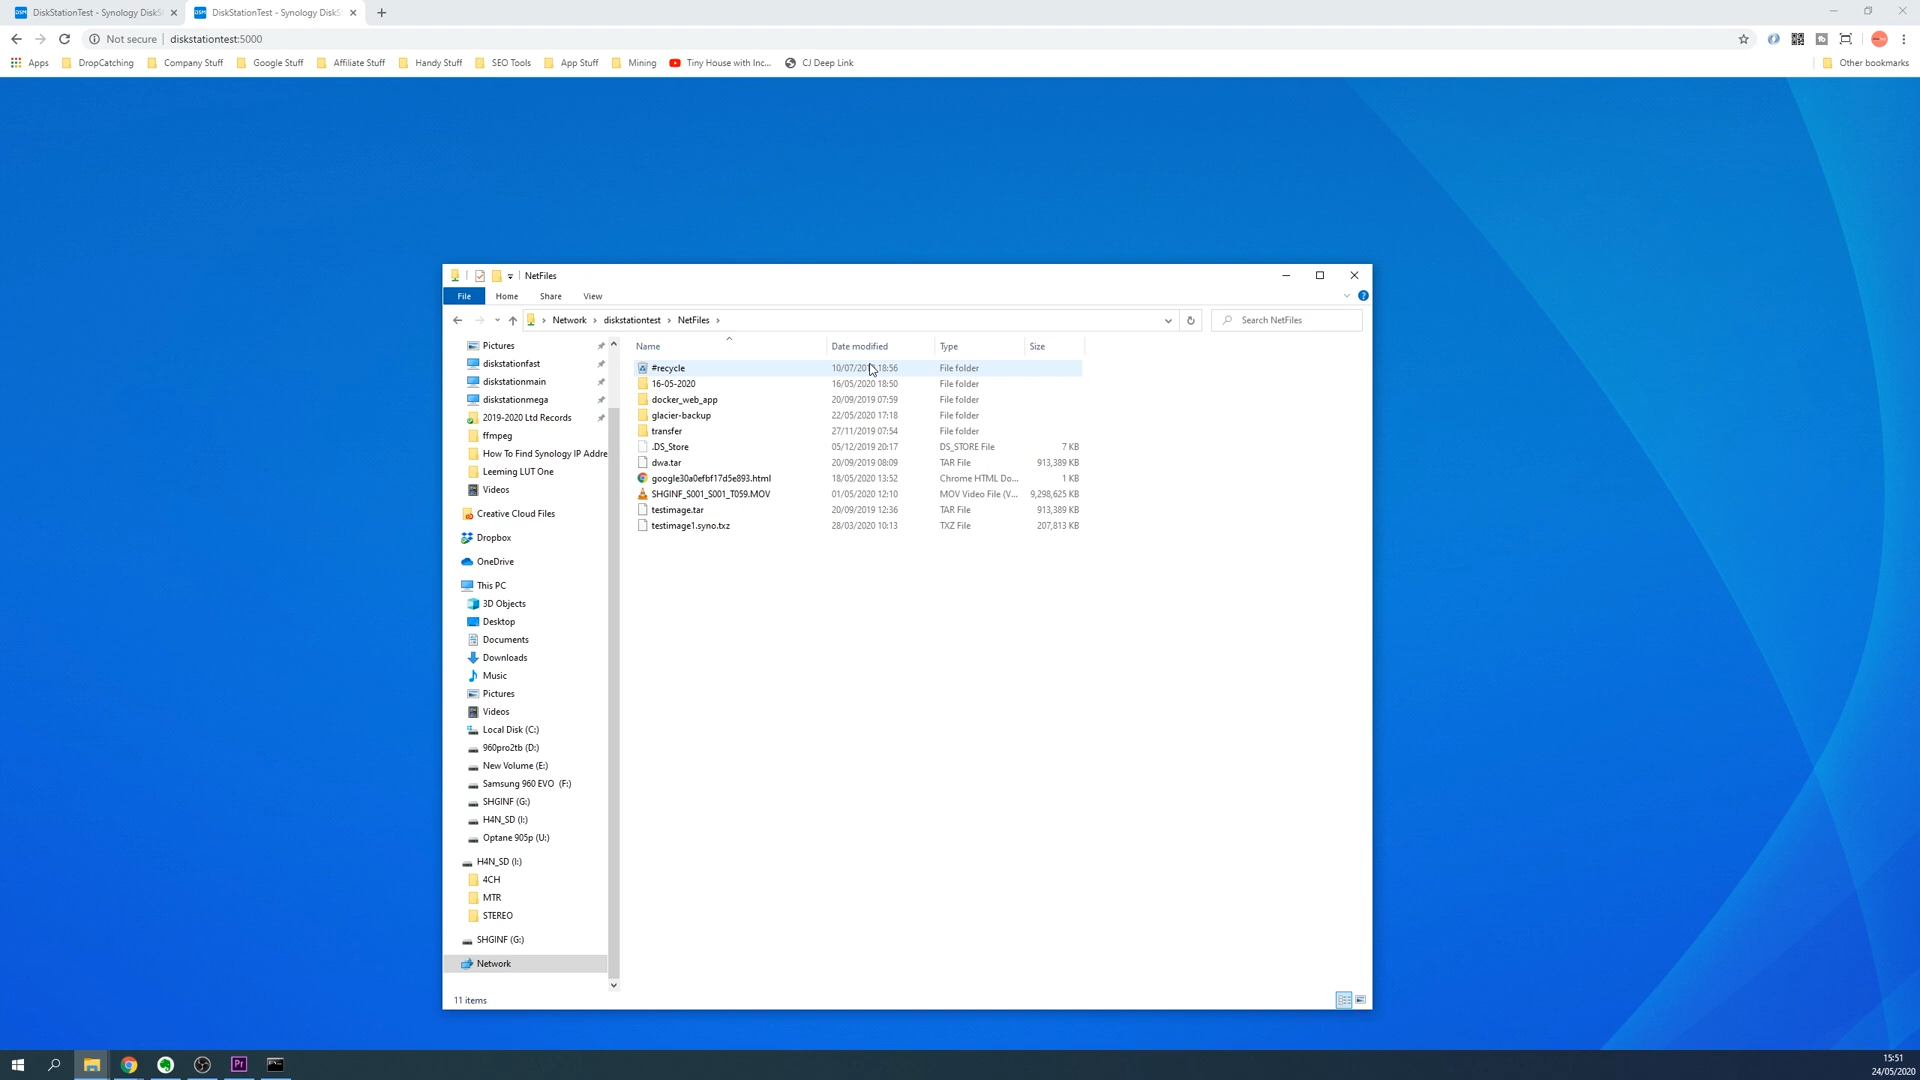 DiskStationTest - Synology DiskS
DiskStationTest - Synology DiskS
Not secure | diskstationtest:5000
Apps DropCatching Company Stuff Google Stuff Affiliate Stuff Handy Stuff SEO Tools App Stuff Mining Tiny House with Inc... CJ Deep Link Other bookmarks
NetFiles
File Home Share View
Network diskstationtest NetFiles Search NetFiles
Pictures
diskstationfast
diskstationmain
diskstationmega
2019-2020 Ltd Records
ffmpeg
How To Find Synology IP Addre
Leeming LUT One
Videos
Creative Cloud Files
Dropbox
OneDrive
This PC
3D Objects
Desktop
Documents
Downloads
Music
Pictures
Videos
Local Disk (C:)
960pro2tb (D:)
New Volume (E:)
Samsung 960 EVO (F:)
SHGINF (G:)
H4N_SD (I:)
Optane 905p (U:)
H4N_SD (I:)
4CH
MTR
STEREO
SHGINF (G:)
Network
Name Date modified Type Size
#recycle 18:56 File folder
16-05-2020 16/05/2020 18:50 File folder
docker_web_app 20/09/2019 07:59 File folder
glacier-backup 22/05/2020 17:18 File folder
transfer 27/11/2019 07:54 File folder
.DS_Store 05/12/2019 20:17 DS_STORE File 7 KB
dwa.tar 20/09/2019 08:09 TAR File 913,389 KB
google30a0efbf17d5e893.html 18/05/2020 13:52 Chrome HTML Do... 1 KB
SHGINF_S001_S001_T059.MOV 01/05/2020 12:10 MOV Video File (V... 9,298,625 KB
testimage.tar 20/09/2019 12:36 TAR File 913,389 KB
testimage1.syno.txz 28/03/2020 10:13 TXZ File 207,813 KB
11 items
Pr
15:51
24/05/2020